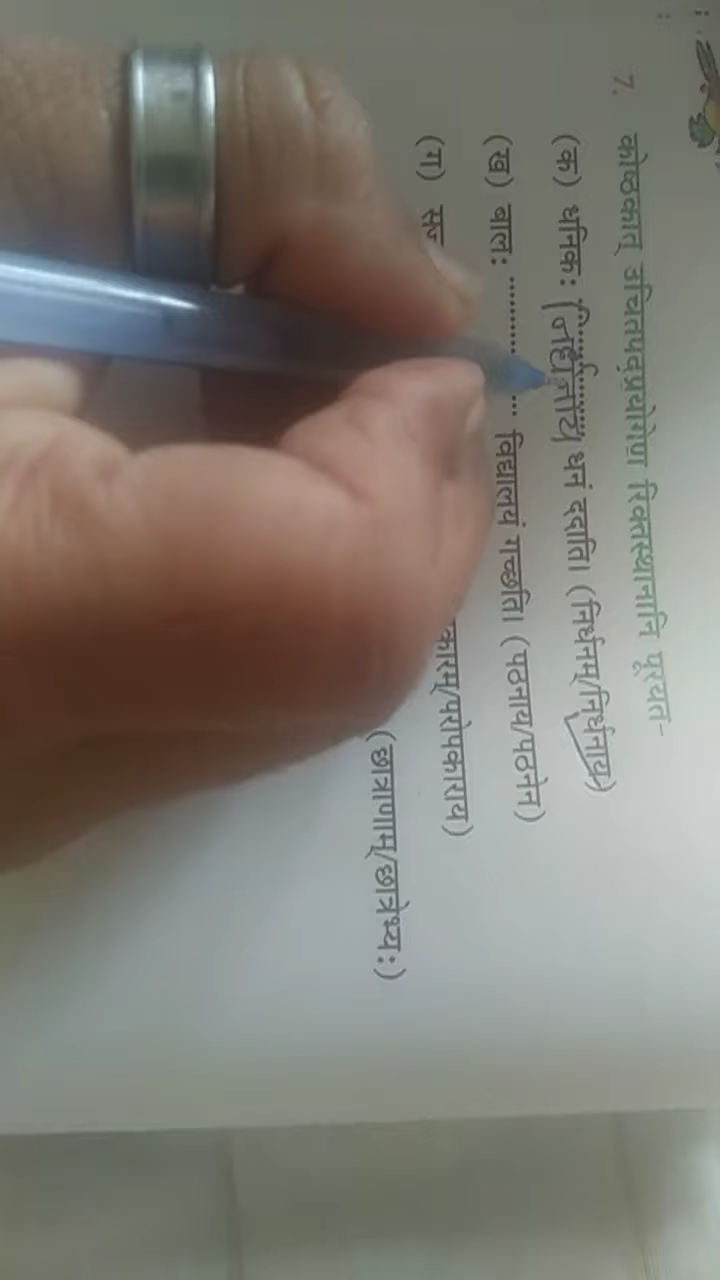 7. कोष्ठकात् उचितपदप्रयोगेण रिक्तस्थानानि पूरयत-
(क) धनिकः निर्धनाय धनं ददाति। (निर्धनम्/निर्धनाय)
(ख) बालः ................ विद्यालयं गच्छति। (पठनाय/पठनेन)
(ग) कारम्/परोपकाराय)
(छात्राणाम्/छात्रेभ्यः)